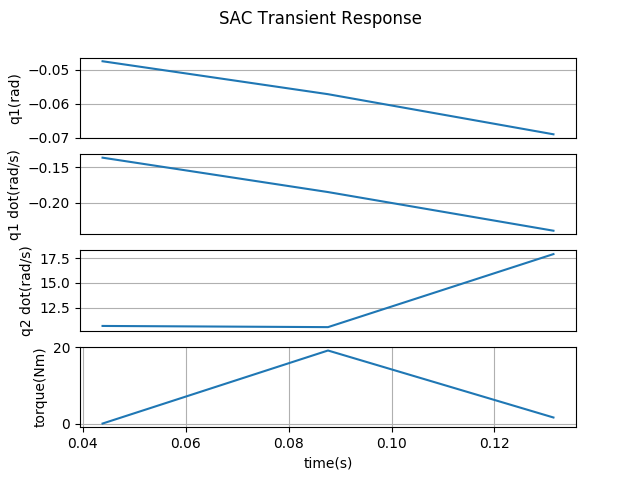 SAC Transient Response
q1(rad)
−0.05
−0.06
−0.07
q1 dot(rad/s)
−0.15
−0.20
q2 dot(rad/s)
17.5
15.0
12.5
torque(Nm)
20
0
0.04 0.06 0.08 0.10 0.12
time(s)